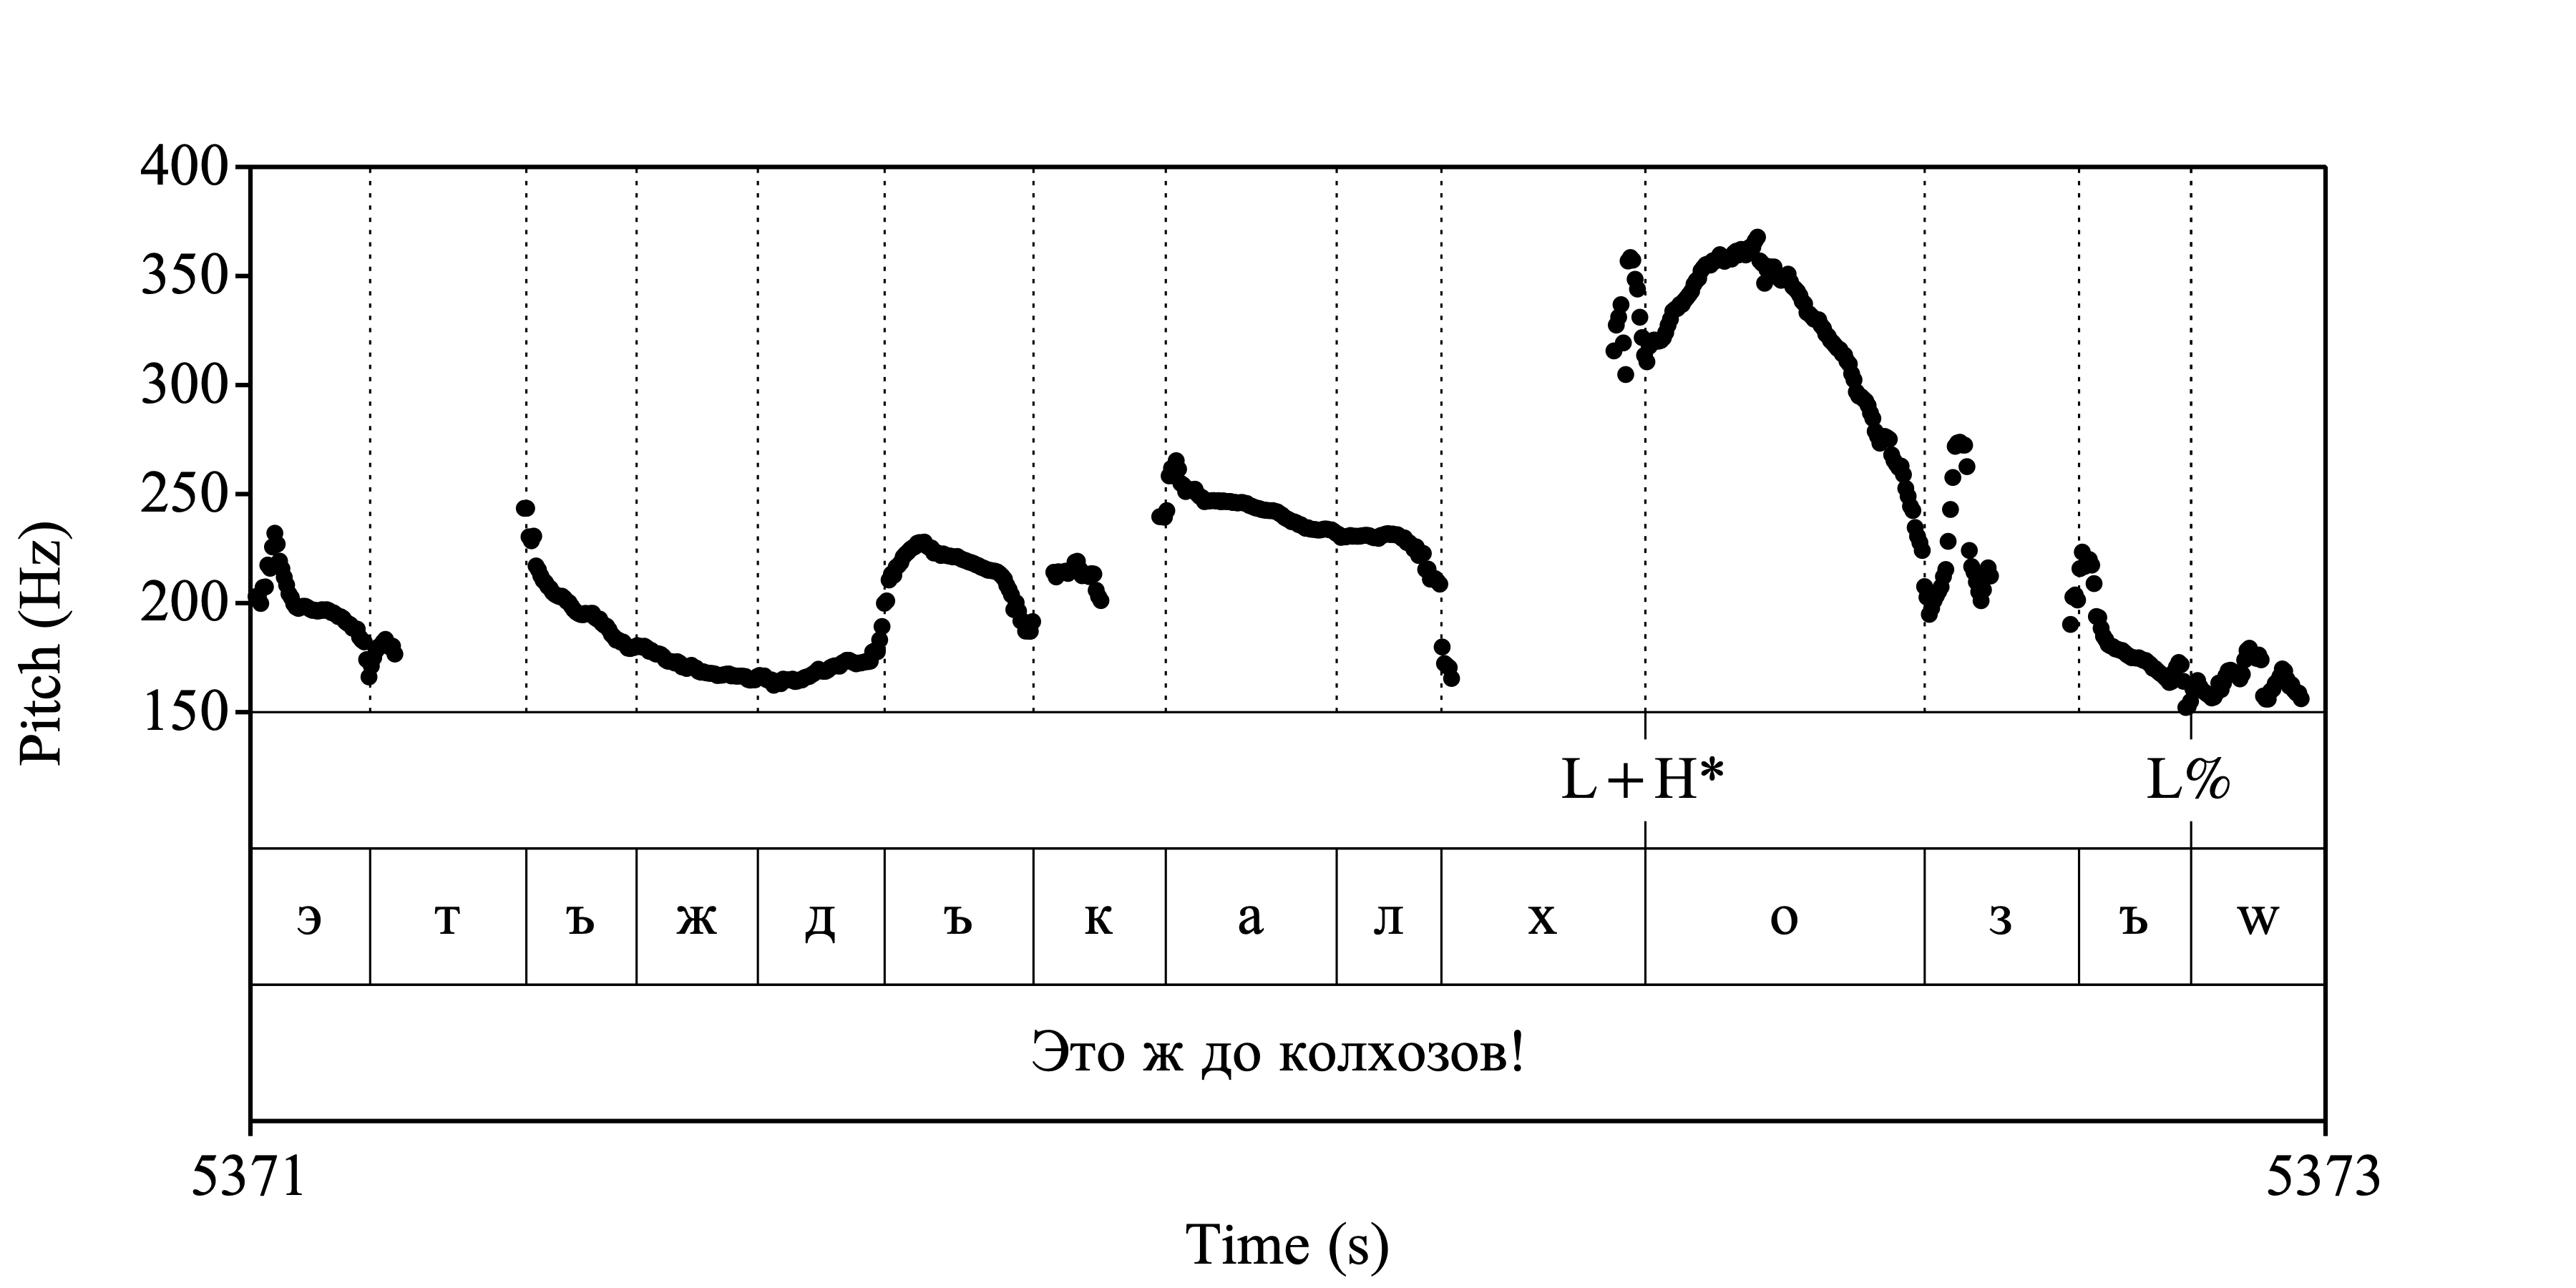 400
350
300
250
200
150
Pitch (Hz)
L+H* L%
э т ъ ж д ъ к а л х о з ъ w
Это ж до колхозов!
5371 5373
Time (s)